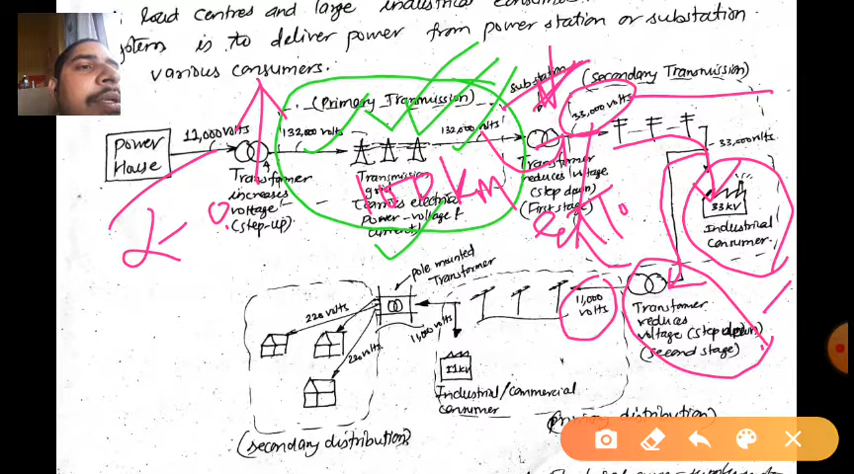 load centres and large industrial
is to deliver power from power station or substation
various consumers.
(Primary Transmission)
substation
(secondary Transmission)
Power
House
11,000 volts
132,000 volts
132,000 volts
33,000 volts
33,000 volts
Transformer
increases
voltage
(step-up)
Transmission
grid
Carries electrical
power-voltage &
current)
100 km
Transformer
reduces voltage
(step down)
(First stage)
33kV
Industrial
Consumer
pole mounted
Transformer
220 volts
220 volts
11,000 volts
11,000
volts
Transformer
reduces
voltage (step down)
(second stage)
11kV
Industrial/commercial
consumer
(secondary distribution)
distribution)